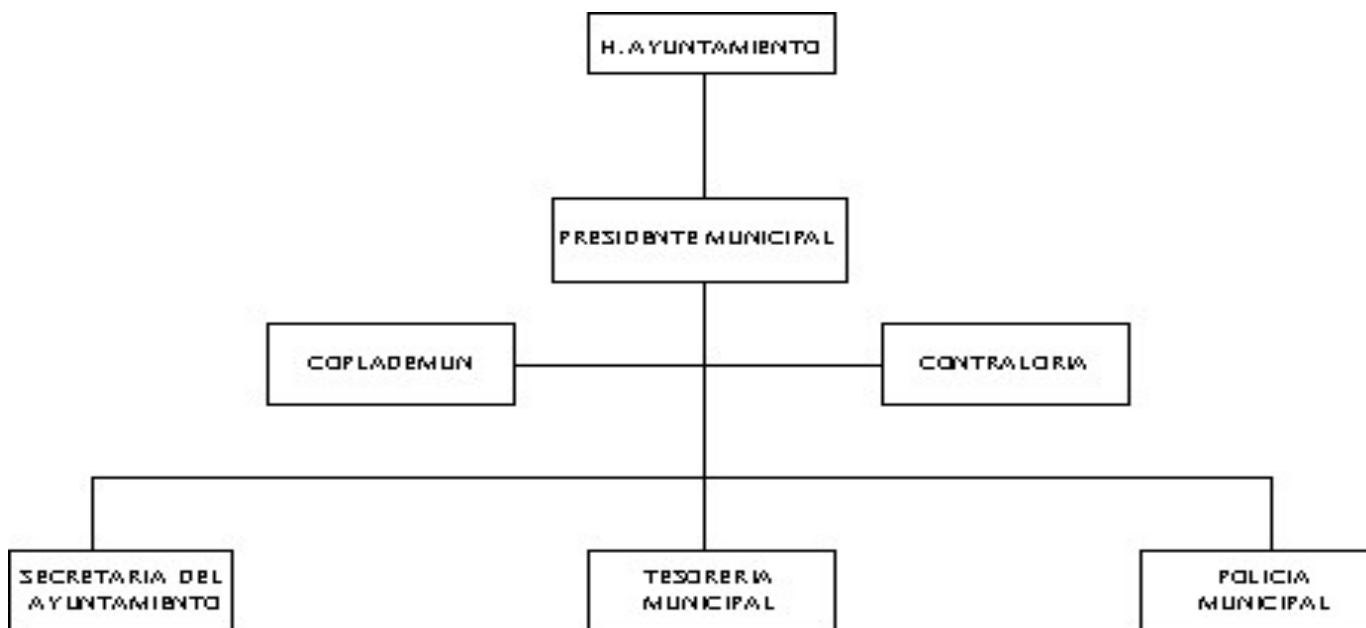 H. AYUNTAMIENTO
PRESIDENTE MUNICIPAL
COPLADEMUN
CONTRALORIA
SECRETARIA DEL
AYUNTAMIENTO
TESORERIA
MUNICIPAL
POLICIA
MUNICIPAL